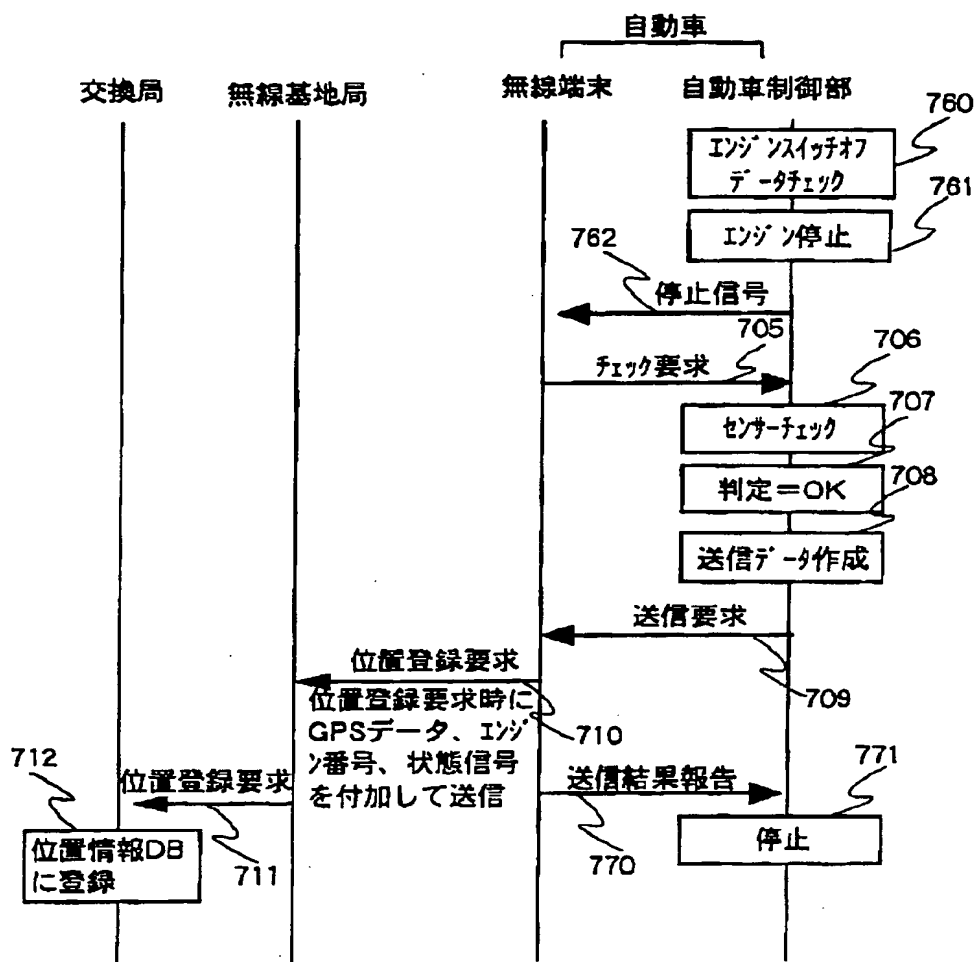 自動車
交換局
無線基地局
無線端末
自動車制御部
760
エンジンスイッチオフ
データチェック
761
エンジン停止
762
停止信号
705
チェック要求
706
センサーチェック
707
判定＝OK
708
送信データ作成
送信要求
709
位置登録要求
位置登録要求時に
GPSデータ、エンジ
ン番号、状態信号
を付加して送信
710
712
位置登録要求
711
位置情報DB
に登録
送信結果報告
770
771
停止